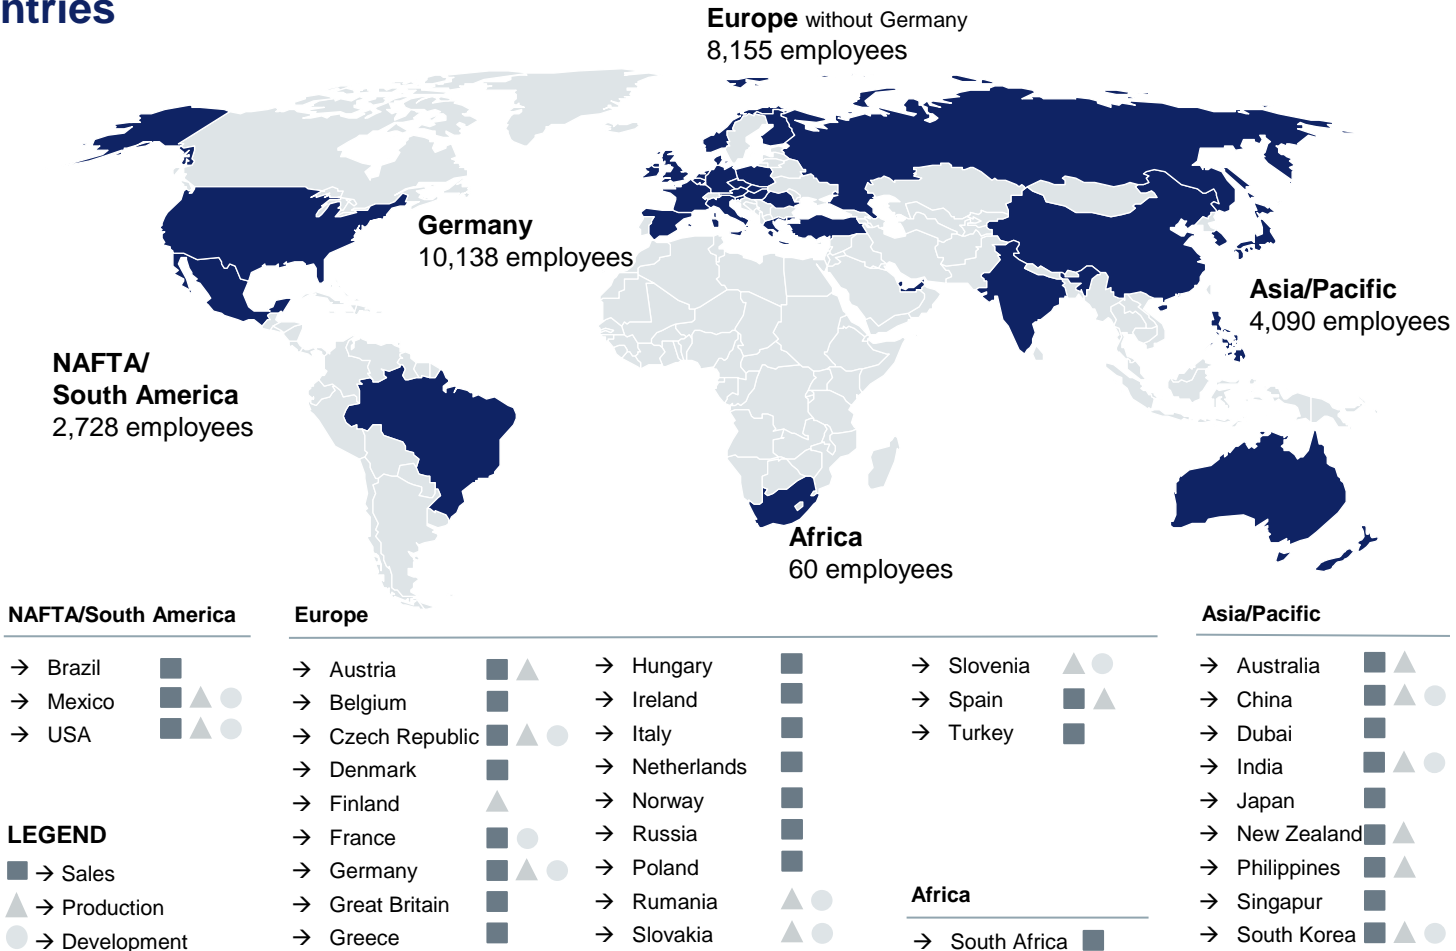 ntries
Europe without Germany
8,155 employees
Germany
10,138 employees
Asia/Pacific
4,090 employees
NAFTA/
South America
2,728 employees
Africa
60 employees
NAFTA/South America
→ Brazil
→ Mexico
→ USA
LEGEND
→ Sales
→ Production
→ Development
Europe
→ Austria
→ Belgium
→ Czech Republic
→ Denmark
→ Finland
→ France
→ Germany
→ Great Britain
→ Greece
→ Hungary
→ Ireland
→ Italy
→ Netherlands
→ Norway
→ Russia
→ Poland
→ Rumania
→ Slovakia
→ Slovenia
→ Spain
→ Turkey
Africa
→ South Africa
Asia/Pacific
→ Australia
→ China
→ Dubai
→ India
→ Japan
→ New Zealand
→ Philippines
→ Singapur
→ South Korea